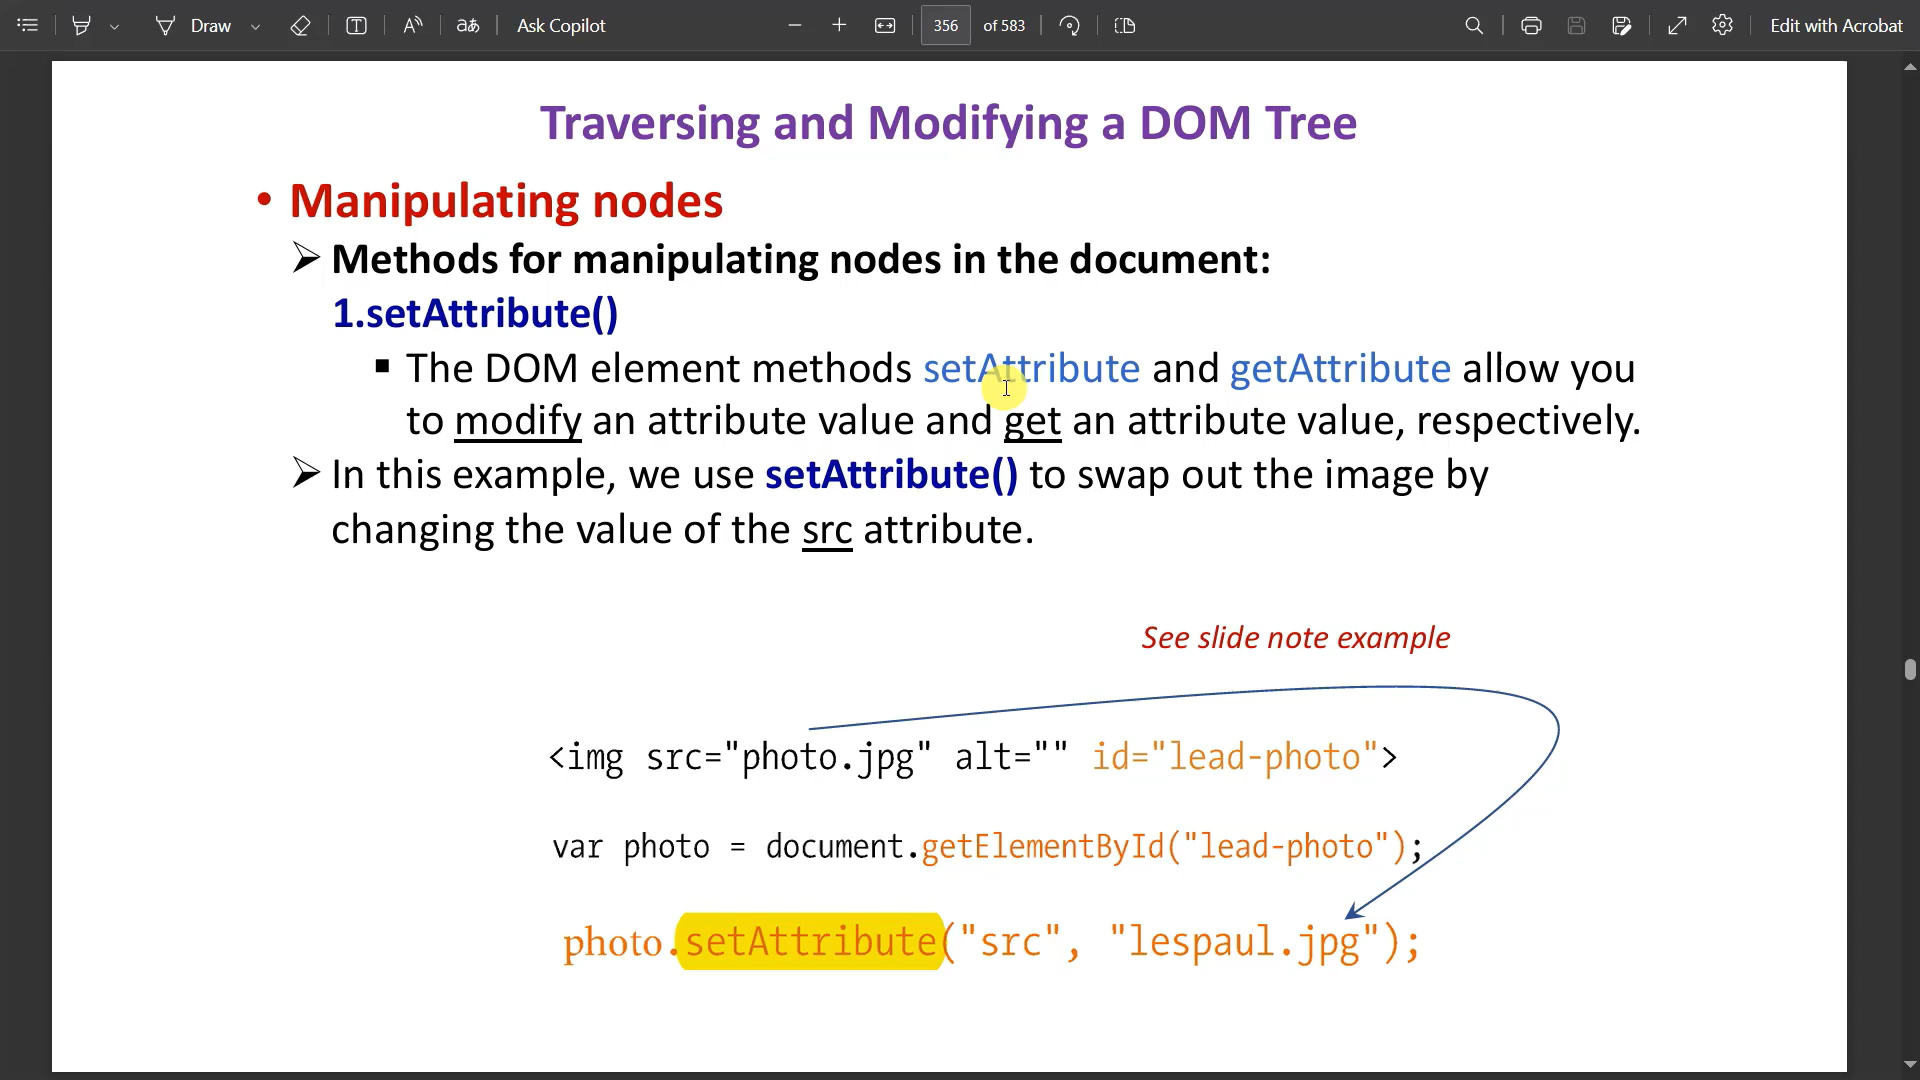 Draw
Ask Copilot
356 of 583
Edit with Acrobat
Traversing and Modifying a DOM Tree
• Manipulating nodes
➢ Methods for manipulating nodes in the document:
1.setAttribute()
▪ The DOM element methods setAttribute and getAttribute allow you
to modify an attribute value and get an attribute value, respectively.
➢ In this example, we use setAttribute() to swap out the image by
changing the value of the src attribute.
See slide note example
<img src="photo.jpg" alt="" id="lead-photo">
var photo = document.getElementById("lead-photo");
photo.setAttribute("src", "lespaul.jpg");